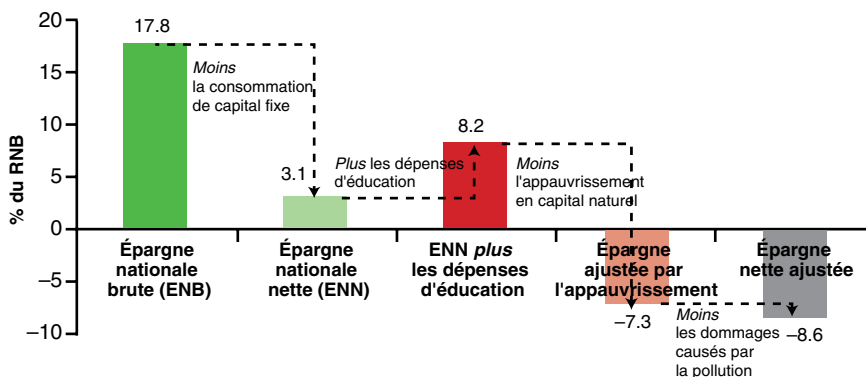 % du RNB
20
15
10
5
0
–5
–10
17.8
Moins
la consommation
de capital fixe
3.1
Plus les dépenses
d'éducation
8.2
Moins
l'appauvrissement
en capital naturel
Épargne
nationale
brute (ENB)
Épargne
nationale
nette (ENN)
ENN plus
les dépenses
d'éducation
Épargne
ajustée par
l'appauvrissement
Épargne
nette ajustée
–7.3
Moins
les dommages
causés par
la pollution
–8.6